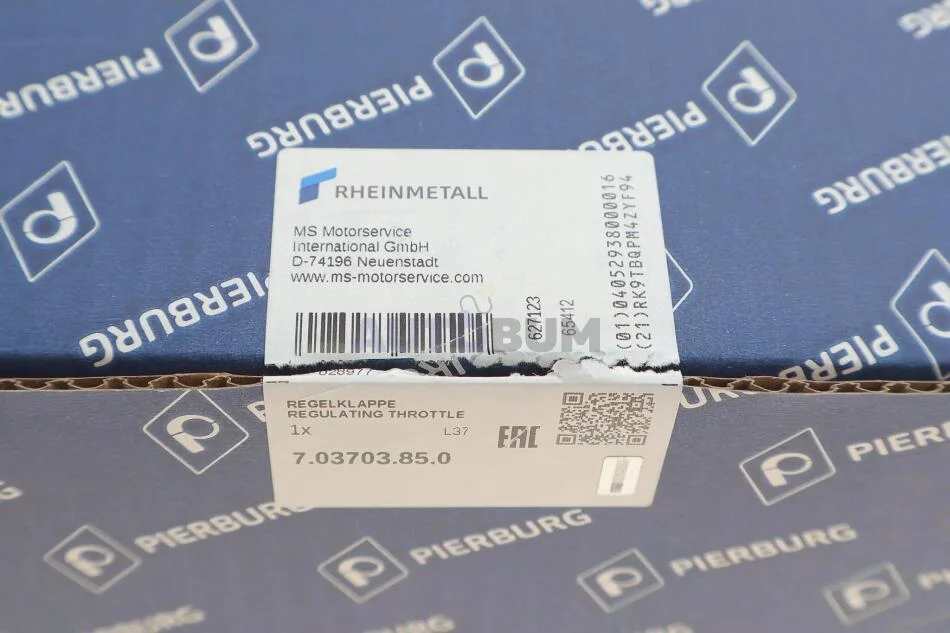 PIERBURG
PIERBURG
PIERBURG
PIERBURG
PIERBURG
RHEINMETALL
MS Motorservice
International GmbH
D-74196 Neuenstadt
www.ms-motorservice.com
627123
65412
(01)04052938000016
(21)RK9TBQPM4ZYF94
REGELKLAPPE
REGULATING THROTTLE
1x
L37
EAC
7.03703.85.0
PIERBURG
PIERBURG
PIERBURG
PIERBURG